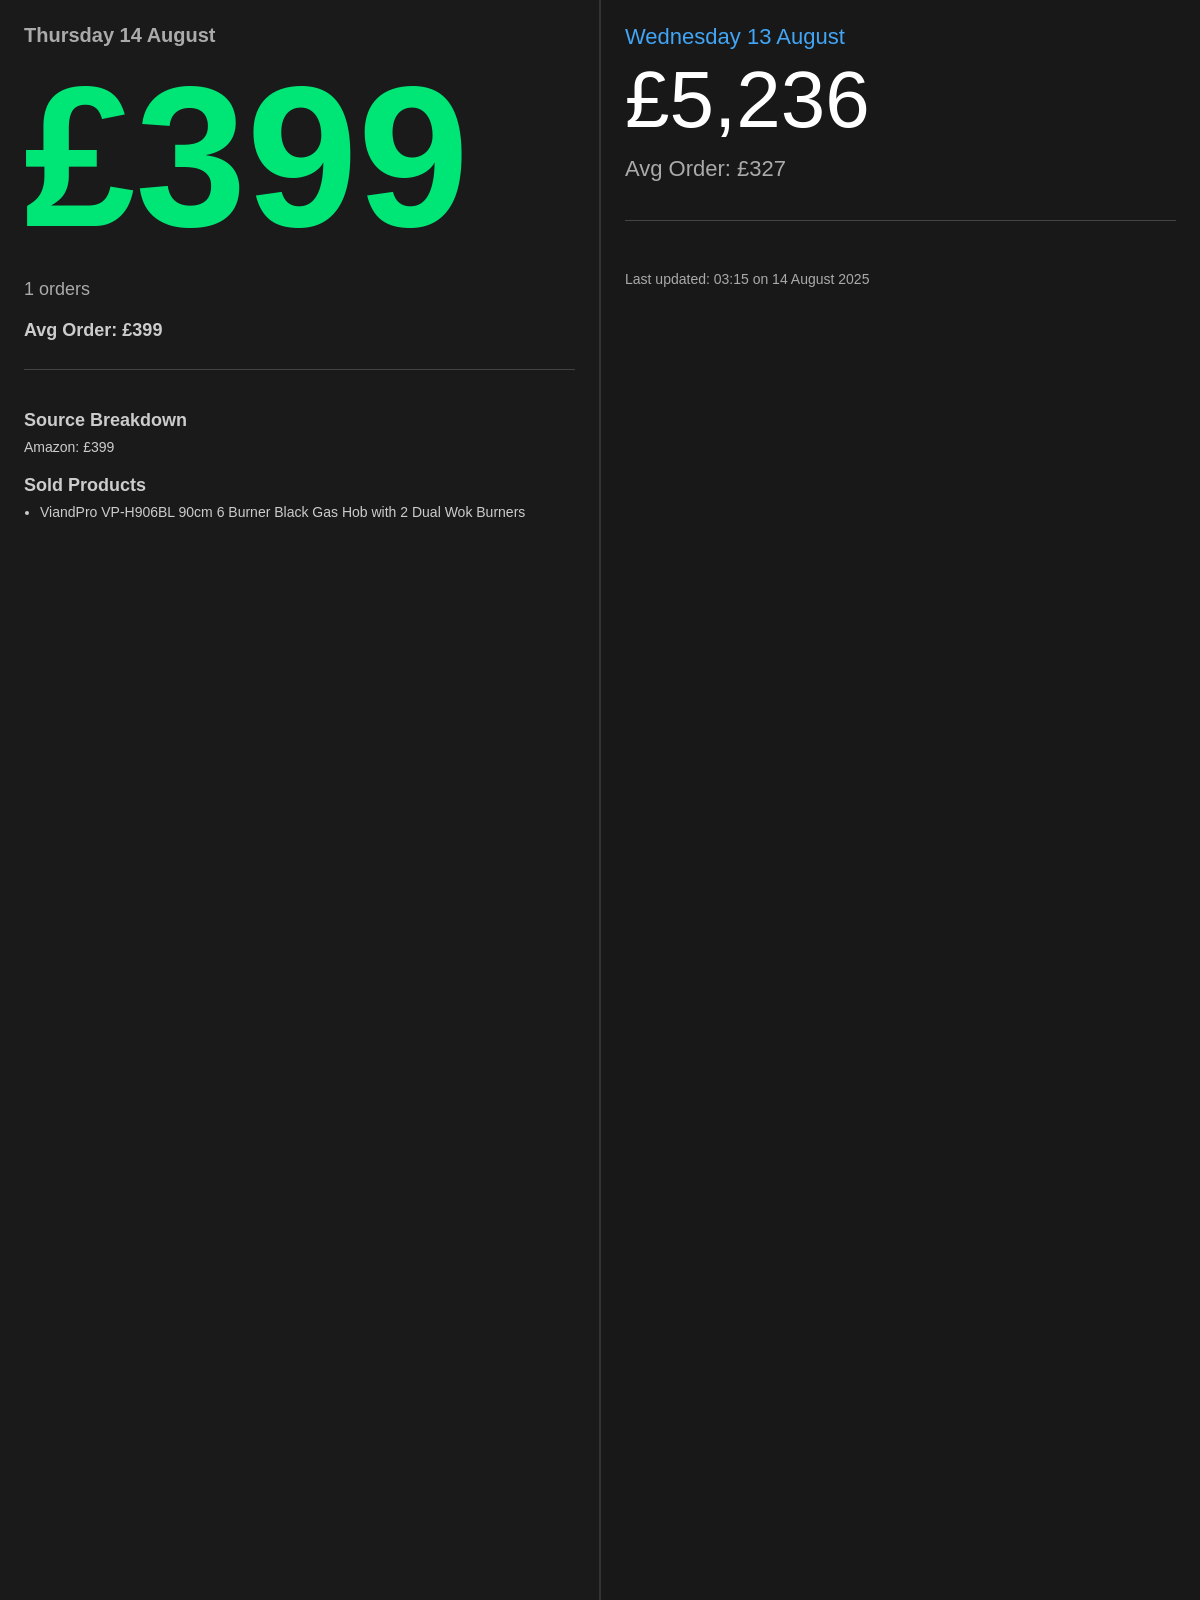 Thursday 14 August
£399
1 orders
Avg Order: £399
Source Breakdown
Amazon: £399
Sold Products
• ViandPro VP-H906BL 90cm 6 Burner Black Gas Hob with 2 Dual Wok Burners
Wednesday 13 August
£5,236
Avg Order: £327
Last updated: 03:15 on 14 August 2025